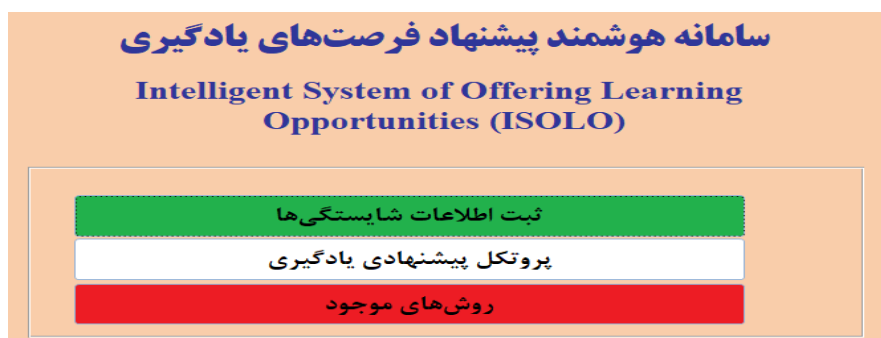 سامانه هوشمند پیشنهاد فرصت‌های یادگیری
Intelligent System of Offering Learning
Opportunities (ISOLO)
ثبت اطلاعات شایستگی‌ها
پروتکل پیشنهادی یادگیری
روش‌های موجود